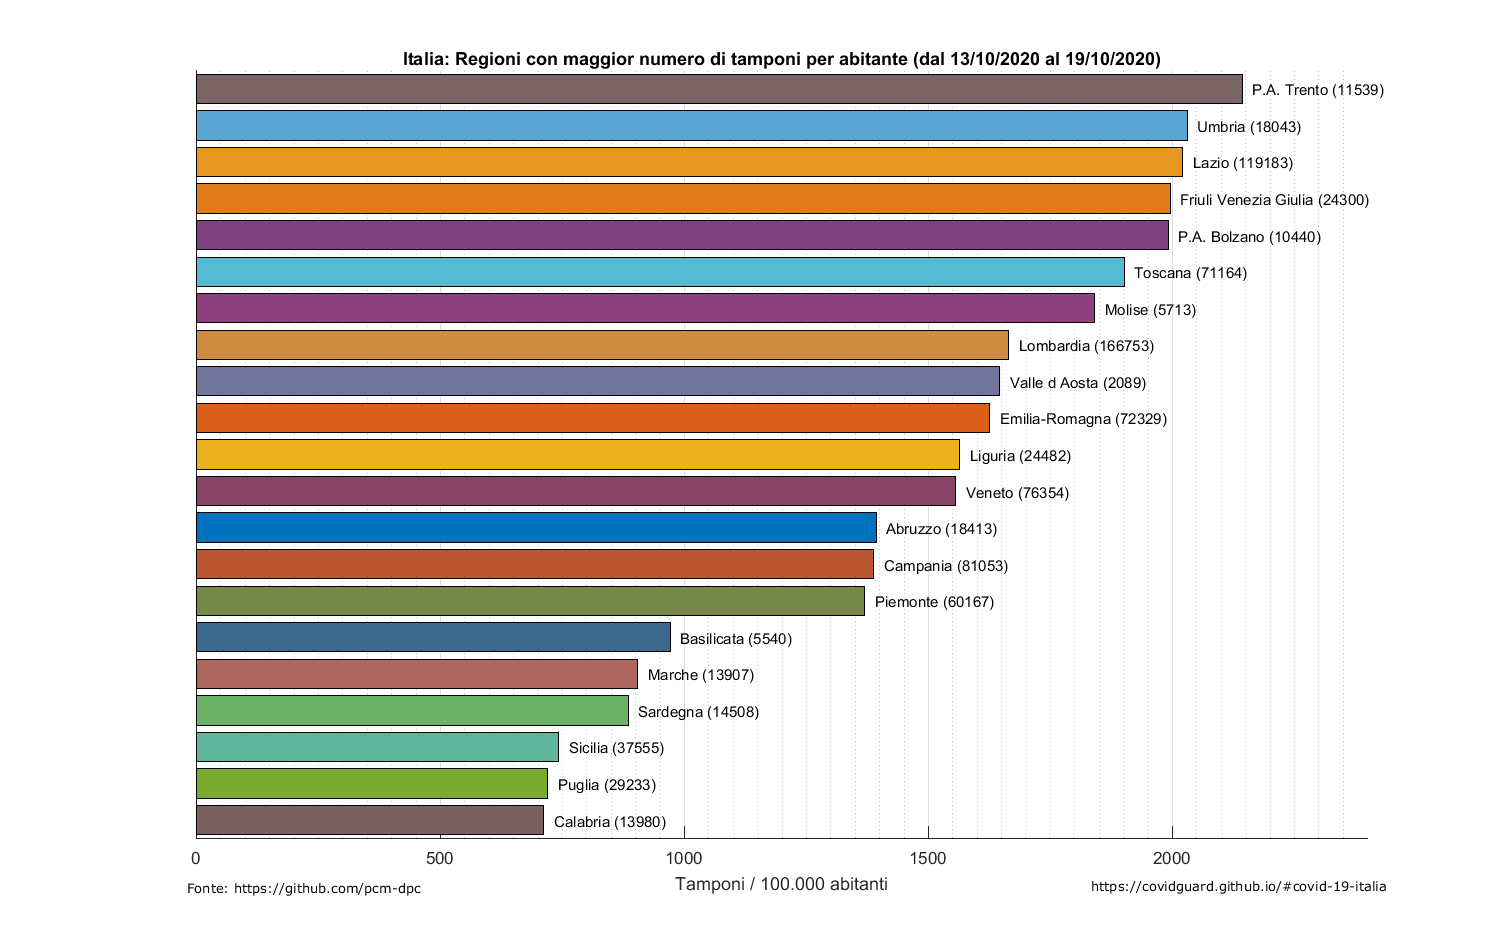 Italia: Regioni con maggior numero di tamponi per abitante (dal 13/10/2020 al 19/10/2020)
P.A. Trento (11539)
Umbria (18043)
Lazio (119183)
Friuli Venezia Giulia (24300)
P.A. Bolzano (10440)
Toscana (71164)
Molise (5713)
Lombardia (166753)
Valle d Aosta (2089)
Emilia-Romagna (72329)
Liguria (24482)
Veneto (76354)
Abruzzo (18413)
Campania (81053)
Piemonte (60167)
Basilicata (5540)
Marche (13907)
Sardegna (14508)
Sicilia (37555)
Puglia (29233)
Calabria (13980)
0 500 1000 1500 2000
Tamponi / 100.000 abitanti
Fonte: https://github.com/pcm-dpc
https://covidguard.github.io/#covid-19-italia